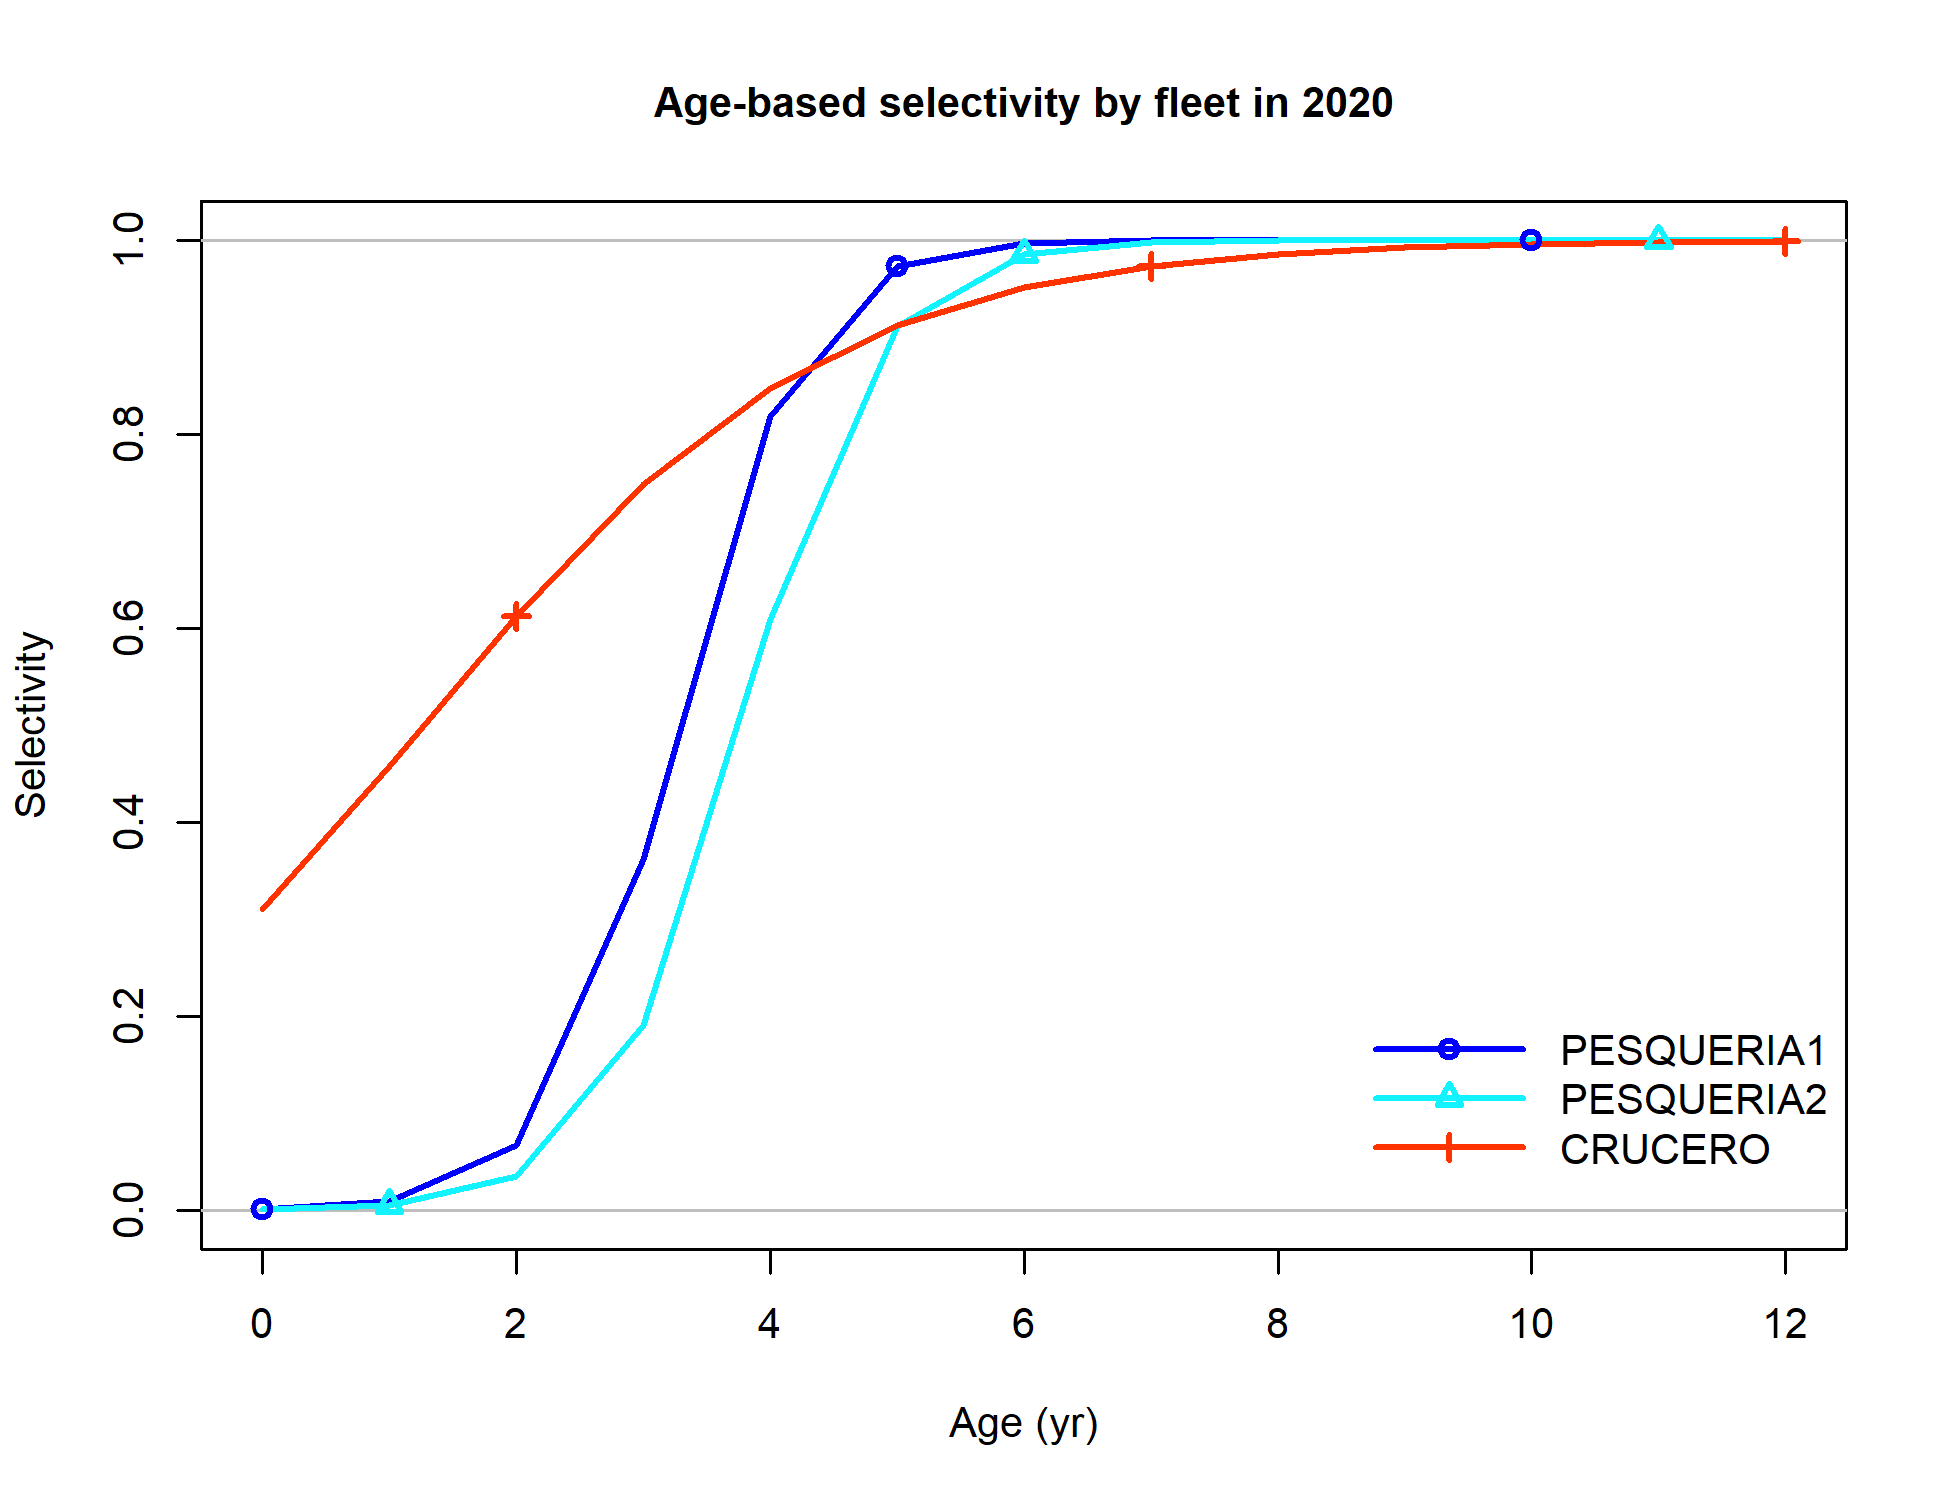 Age-based selectivity by fleet in 2020
Selectivity
1.0
0.8
0.6
0.4
0.2
0.0
PESQUERIA1
PESQUERIA2
CRUCERO
0 2 4 6 8 10 12
Age (yr)